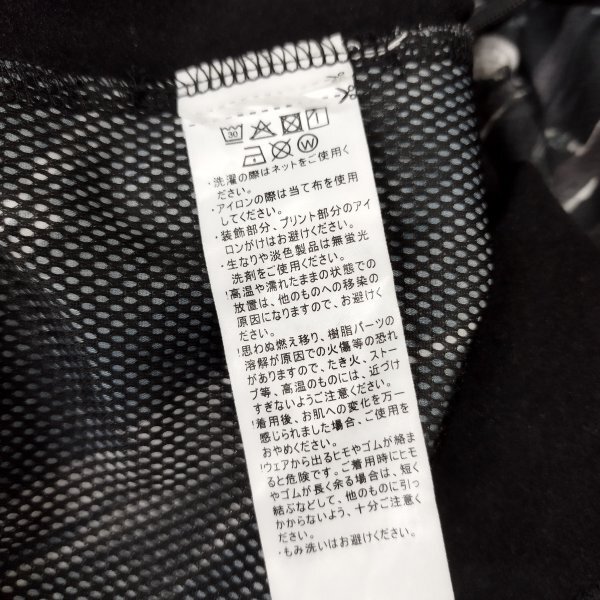 30
W
・洗濯の際はネットをご使用く
ださい。
・アイロンの際は当て布を使用
してください。
・装飾部分、プリント部分のアイ
ロンがけはお避けください。
・生なりや淡色製品は無蛍光
洗剤をご使用ください。
!高温や濡れたままの状態での
放置は、他のものへの移染の
原因になりますので、お避けく
ださい。
!思わぬ燃え移り、樹脂パーツの
溶解が原因での火傷等の恐れ
がありますので、たき火、ストー
ブ等、高温のものには、近づけ
すぎないようご注意ください。
!着用後、お肌への変化を万一
感じられました場合、ご使用を
おやめください。
!ウェアから出るヒモやゴムが絡ま
ると危険です。ご着用時にヒモ
やゴムが長く余る場合は、短く
結ぶなどして、他のものに引っ
かからないよう、十分ご注意く
ださい。
・もみ洗いはお避けください。